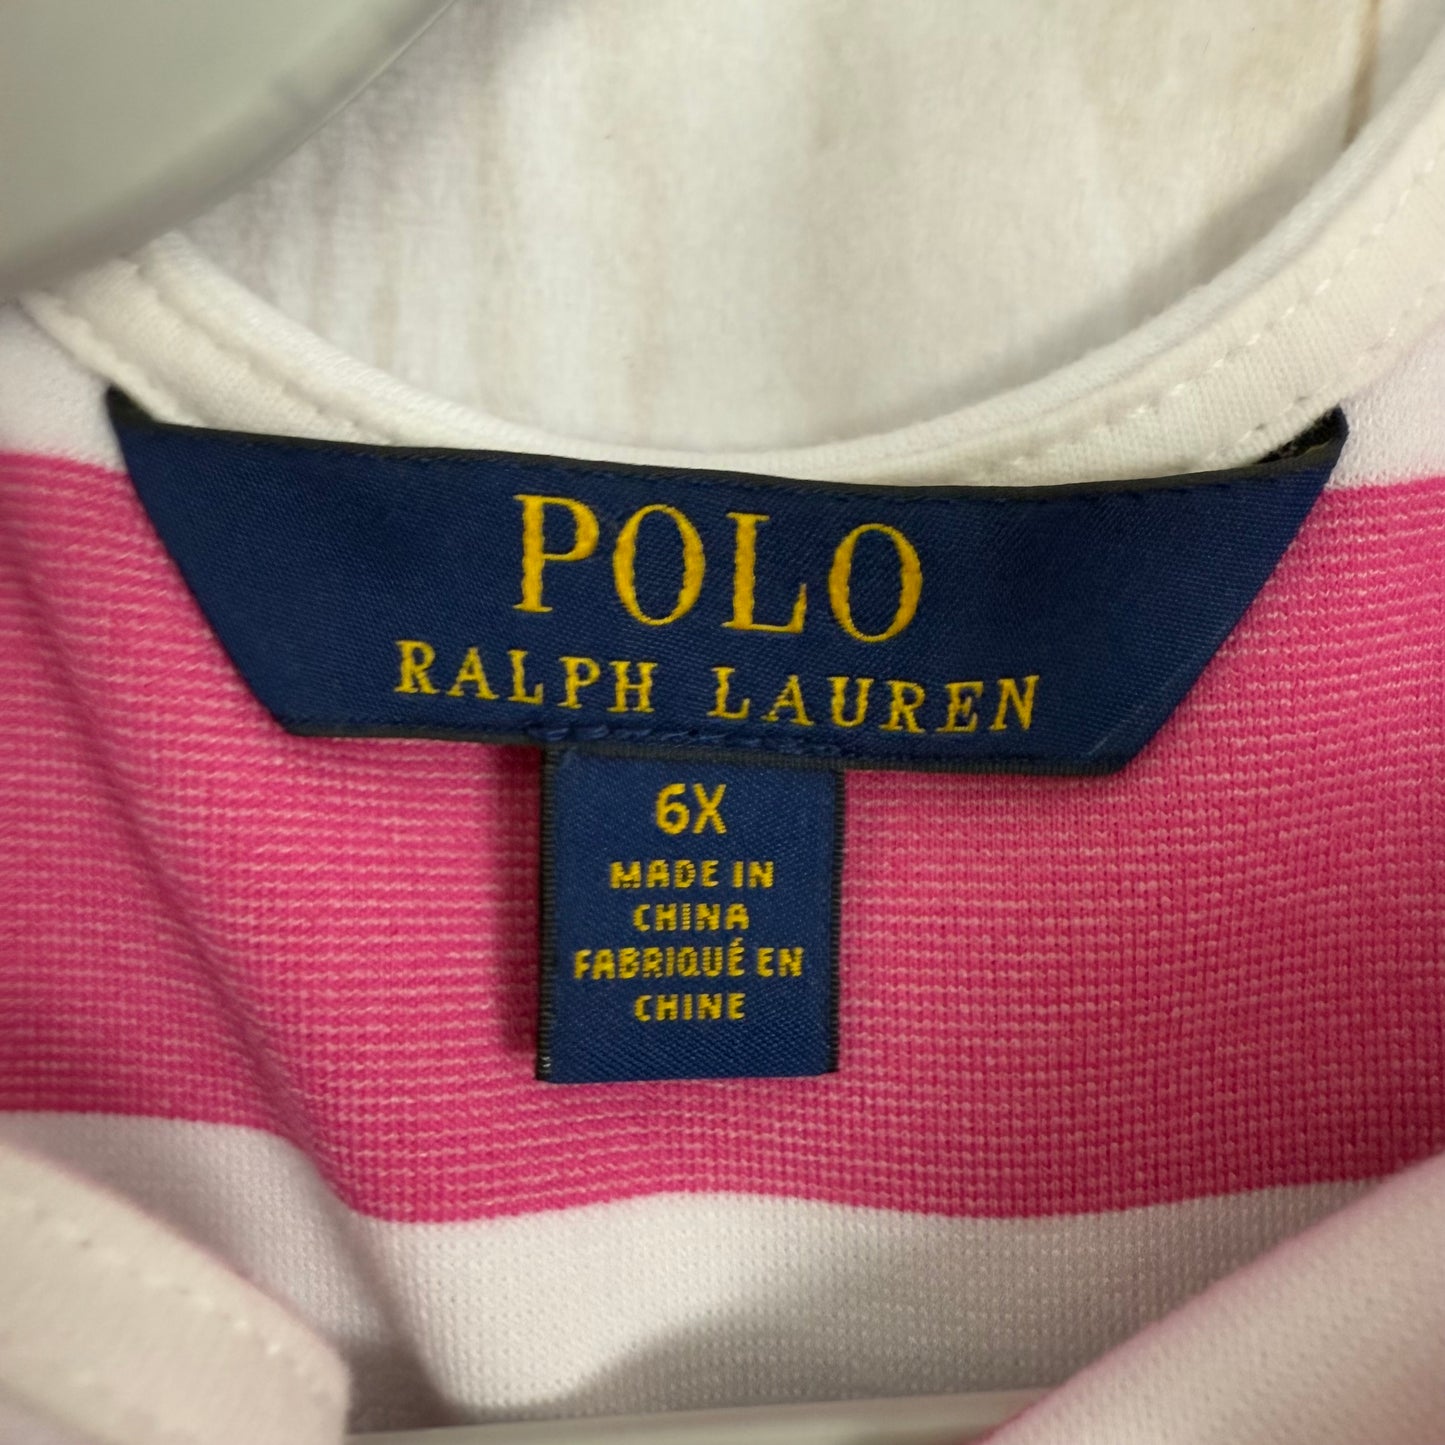 POLO
RALPH LAUREN
6X
MADE IN
CHINA
FABRIQUÉ EN
CHINE